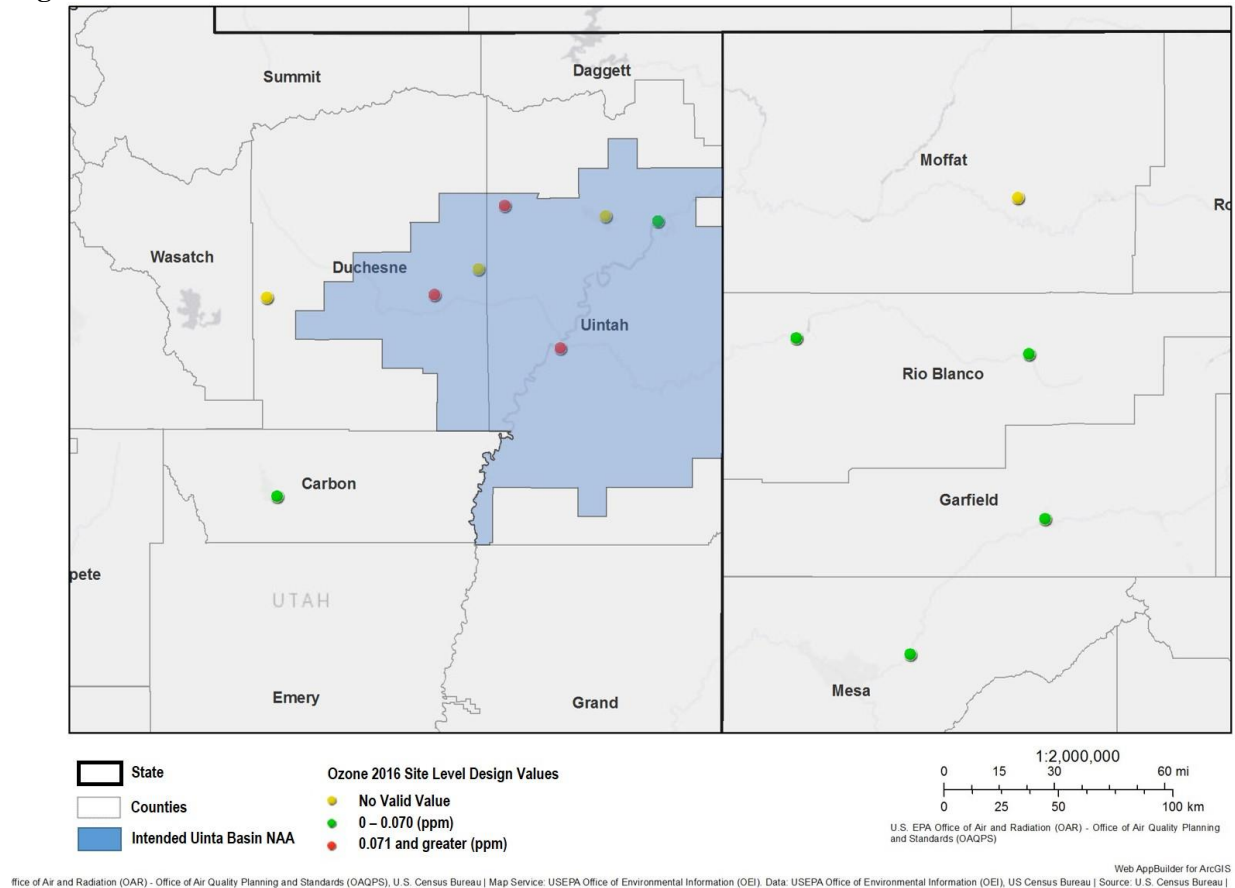 Summit
Daggett
Moffat
Wasatch
Duchesne
Uintah
Rio Blanco
Carbon
Garfield
pete
UTAH
Emery
Grand
Mesa
State
Counties
Intended Uinta Basin NAA
Ozone 2016 Site Level Design Values
No Valid Value
0 – 0.070 (ppm)
0.071 and greater (ppm)
1:2,000,000
0 15 30 60 mi
0 25 50 100 km
U.S. EPA Office of Air and Radiation (OAR) - Office of Air Quality Planning
and Standards (OAQPS)
Web AppBuilder for ArcGIS
ffice of Air and Radiation (OAR) - Office of Air Quality Planning and Standards (OAQPS), U.S. Census Bureau | Map Service: USEPA Office of Environmental Information (OEI). Data: USEPA Office of Environmental Information (OEI), US Census Bureau | Source: U.S. Census Bureau |